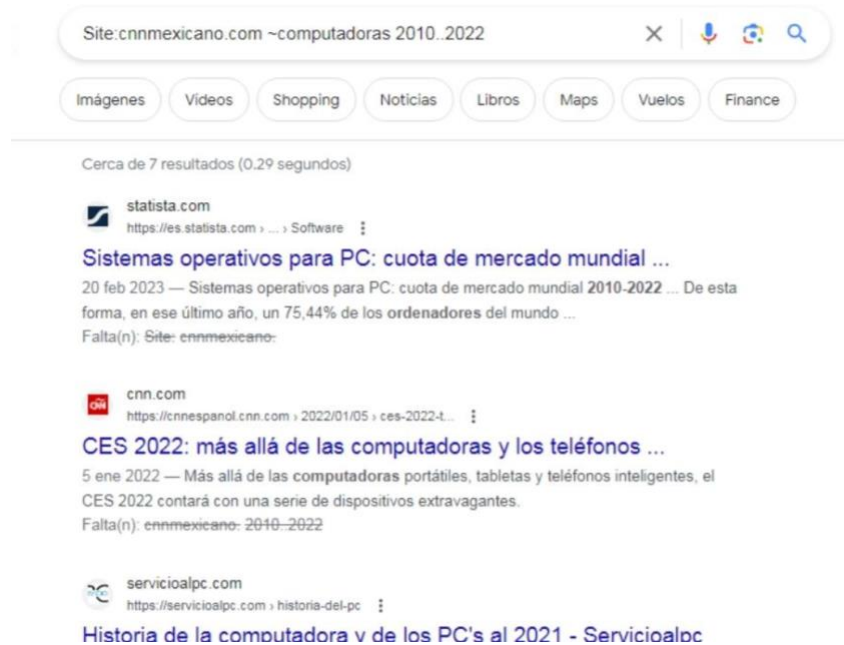 Site:cnnmexicano.com ~computadoras 2010..2022
Imágenes Videos Shopping Noticias Libros Maps Vuelos Finance
Cerca de 7 resultados (0.29 segundos)
statista.com
https://es.statista.com › ... › Software
Sistemas operativos para PC: cuota de mercado mundial ...
20 feb 2023 — Sistemas operativos para PC: cuota de mercado mundial 2010-2022 ... De esta
forma, en ese último año, un 75,44% de los ordenadores del mundo ...
Falta(n): Site: cnnmexicano.
cnn.com
https://cnnespanol.cnn.com › 2022/01/05 › ces-2022-t...
CES 2022: más allá de las computadoras y los teléfonos ...
5 ene 2022 — Más allá de las computadoras portátiles, tabletas y teléfonos inteligentes, el
CES 2022 contará con una serie de dispositivos extravagantes.
Falta(n): cnnmexicano. 2010..2022
servicioalpc.com
https://servicioalpc.com › historia-del-pc
Historia de la computadora y de los PC's al 2021 - Servicioalpc